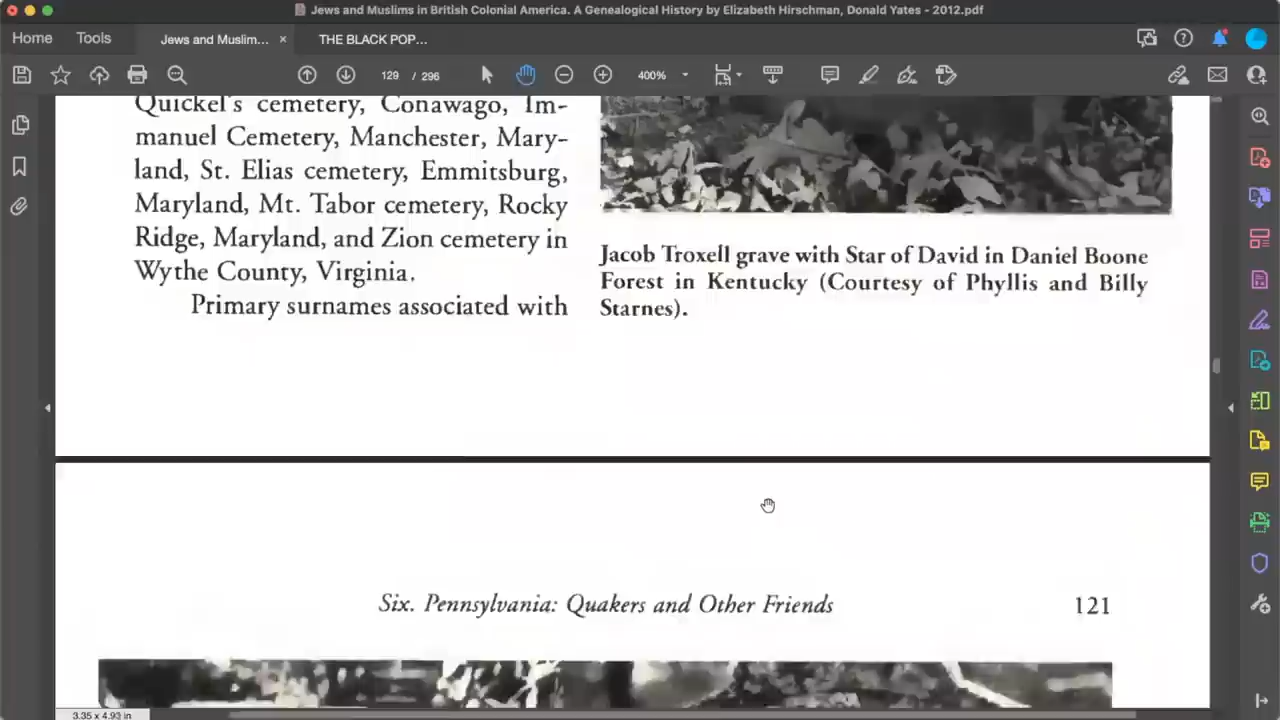 Jews and Muslims in British Colonial America. A Genealogical History by Elizabeth Hirschman, Donald Yates - 2012.pdf
Home
Tools
Jews and Muslim...
×
THE BLACK POP...
129 / 296
400%
Quickel's cemetery, Conawago, Im-
manuel Cemetery, Manchester, Mary-
land, St. Elias cemetery, Emmitsburg,
Maryland, Mt. Tabor cemetery, Rocky
Ridge, Maryland, and Zion cemetery in
Wythe County, Virginia.
Primary surnames associated with
Jacob Troxell grave with Star of David in Daniel Boone
Forest in Kentucky (Courtesy of Phyllis and Billy
Starnes).
Six. Pennsylvania: Quakers and Other Friends
121
3.35 x 4.93 in